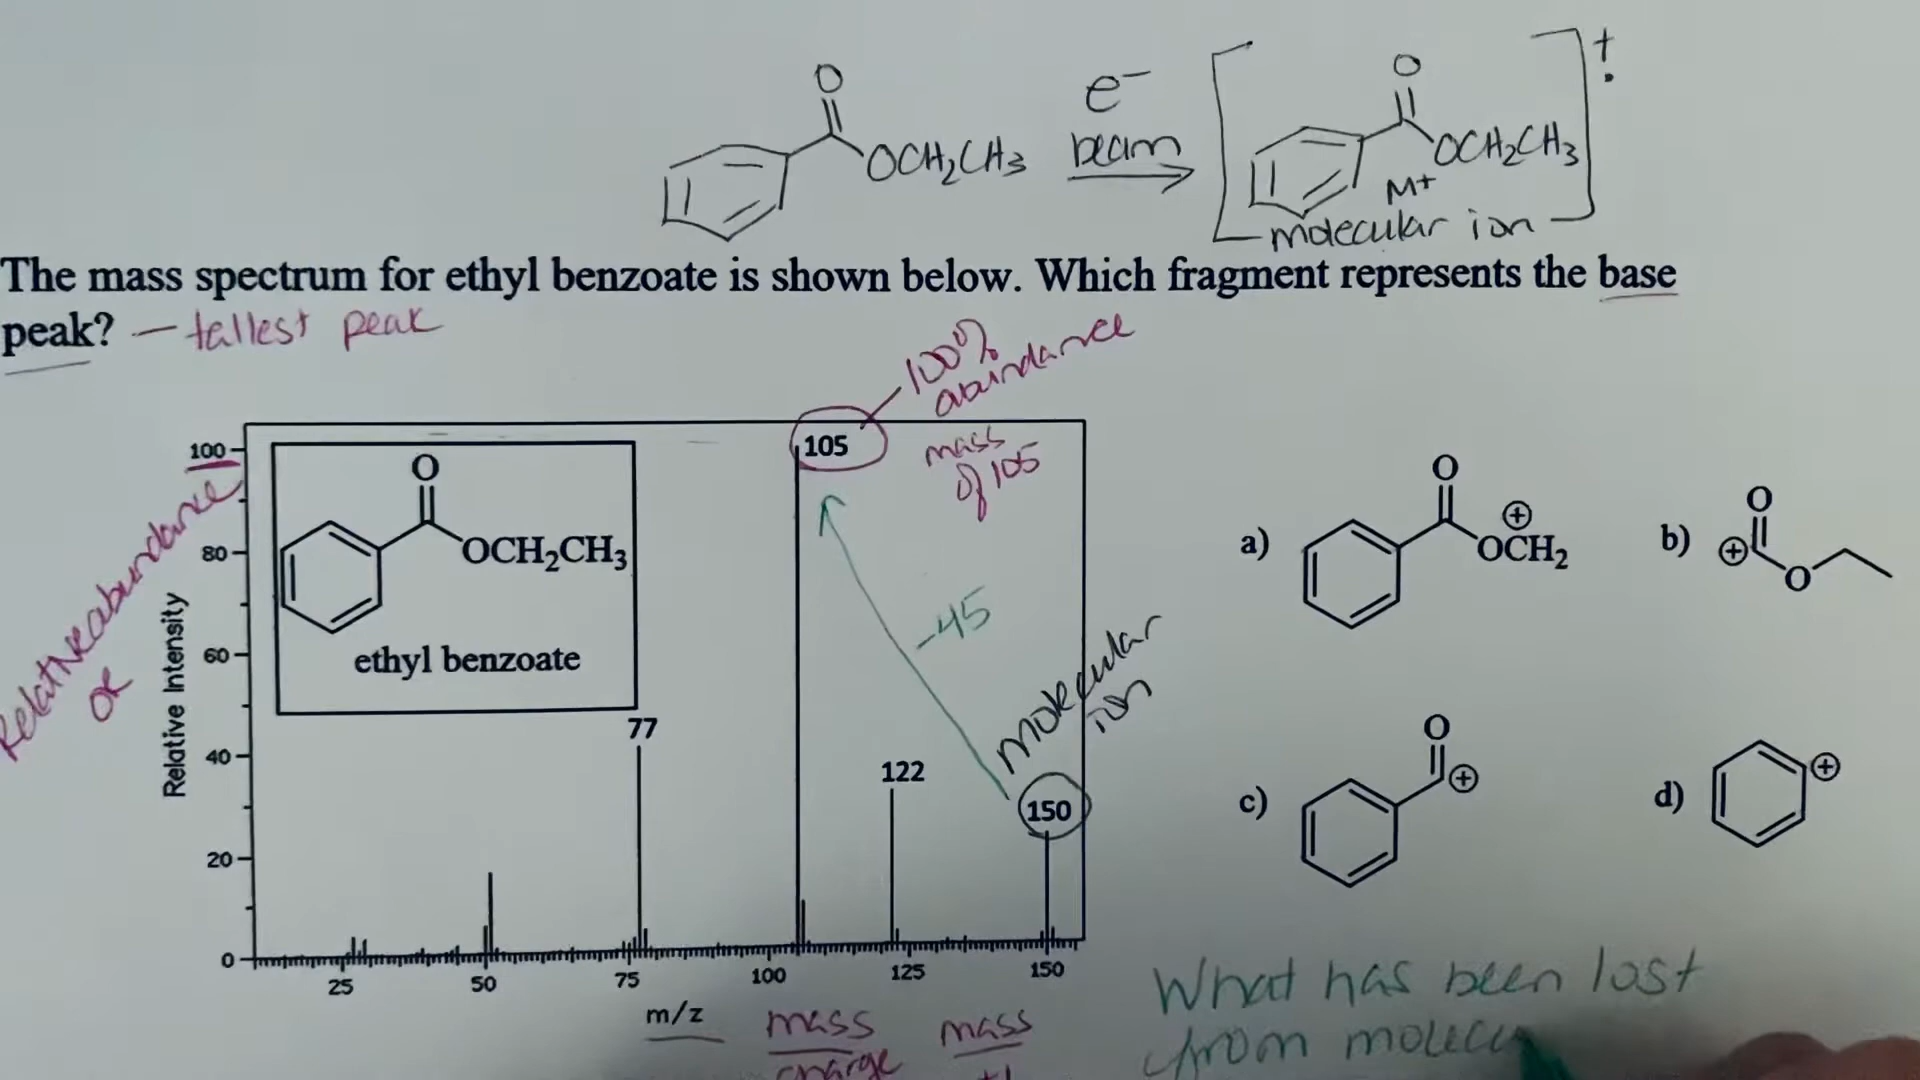 O
OCH2CH3
e−
beam
O
OCH2CH3
M+
molecular ion
+.
The mass spectrum for ethyl benzoate is shown below. Which fragment represents the base
peak? — tallest peak
100%
abundance
Relative abundance
or
Relative Intensity
100
80
60
40
20
0
O
OCH2CH3
ethyl benzoate
105
mass
of 105
-45
molecular
ion
77
122
150
25
50
75
100
125
150
m/z
mass
charge
mass
+1
a)
O
⊕
OCH2
b)
O
⊕
O
c)
O
⊕
d)
⊕
What has been lost
from molecu